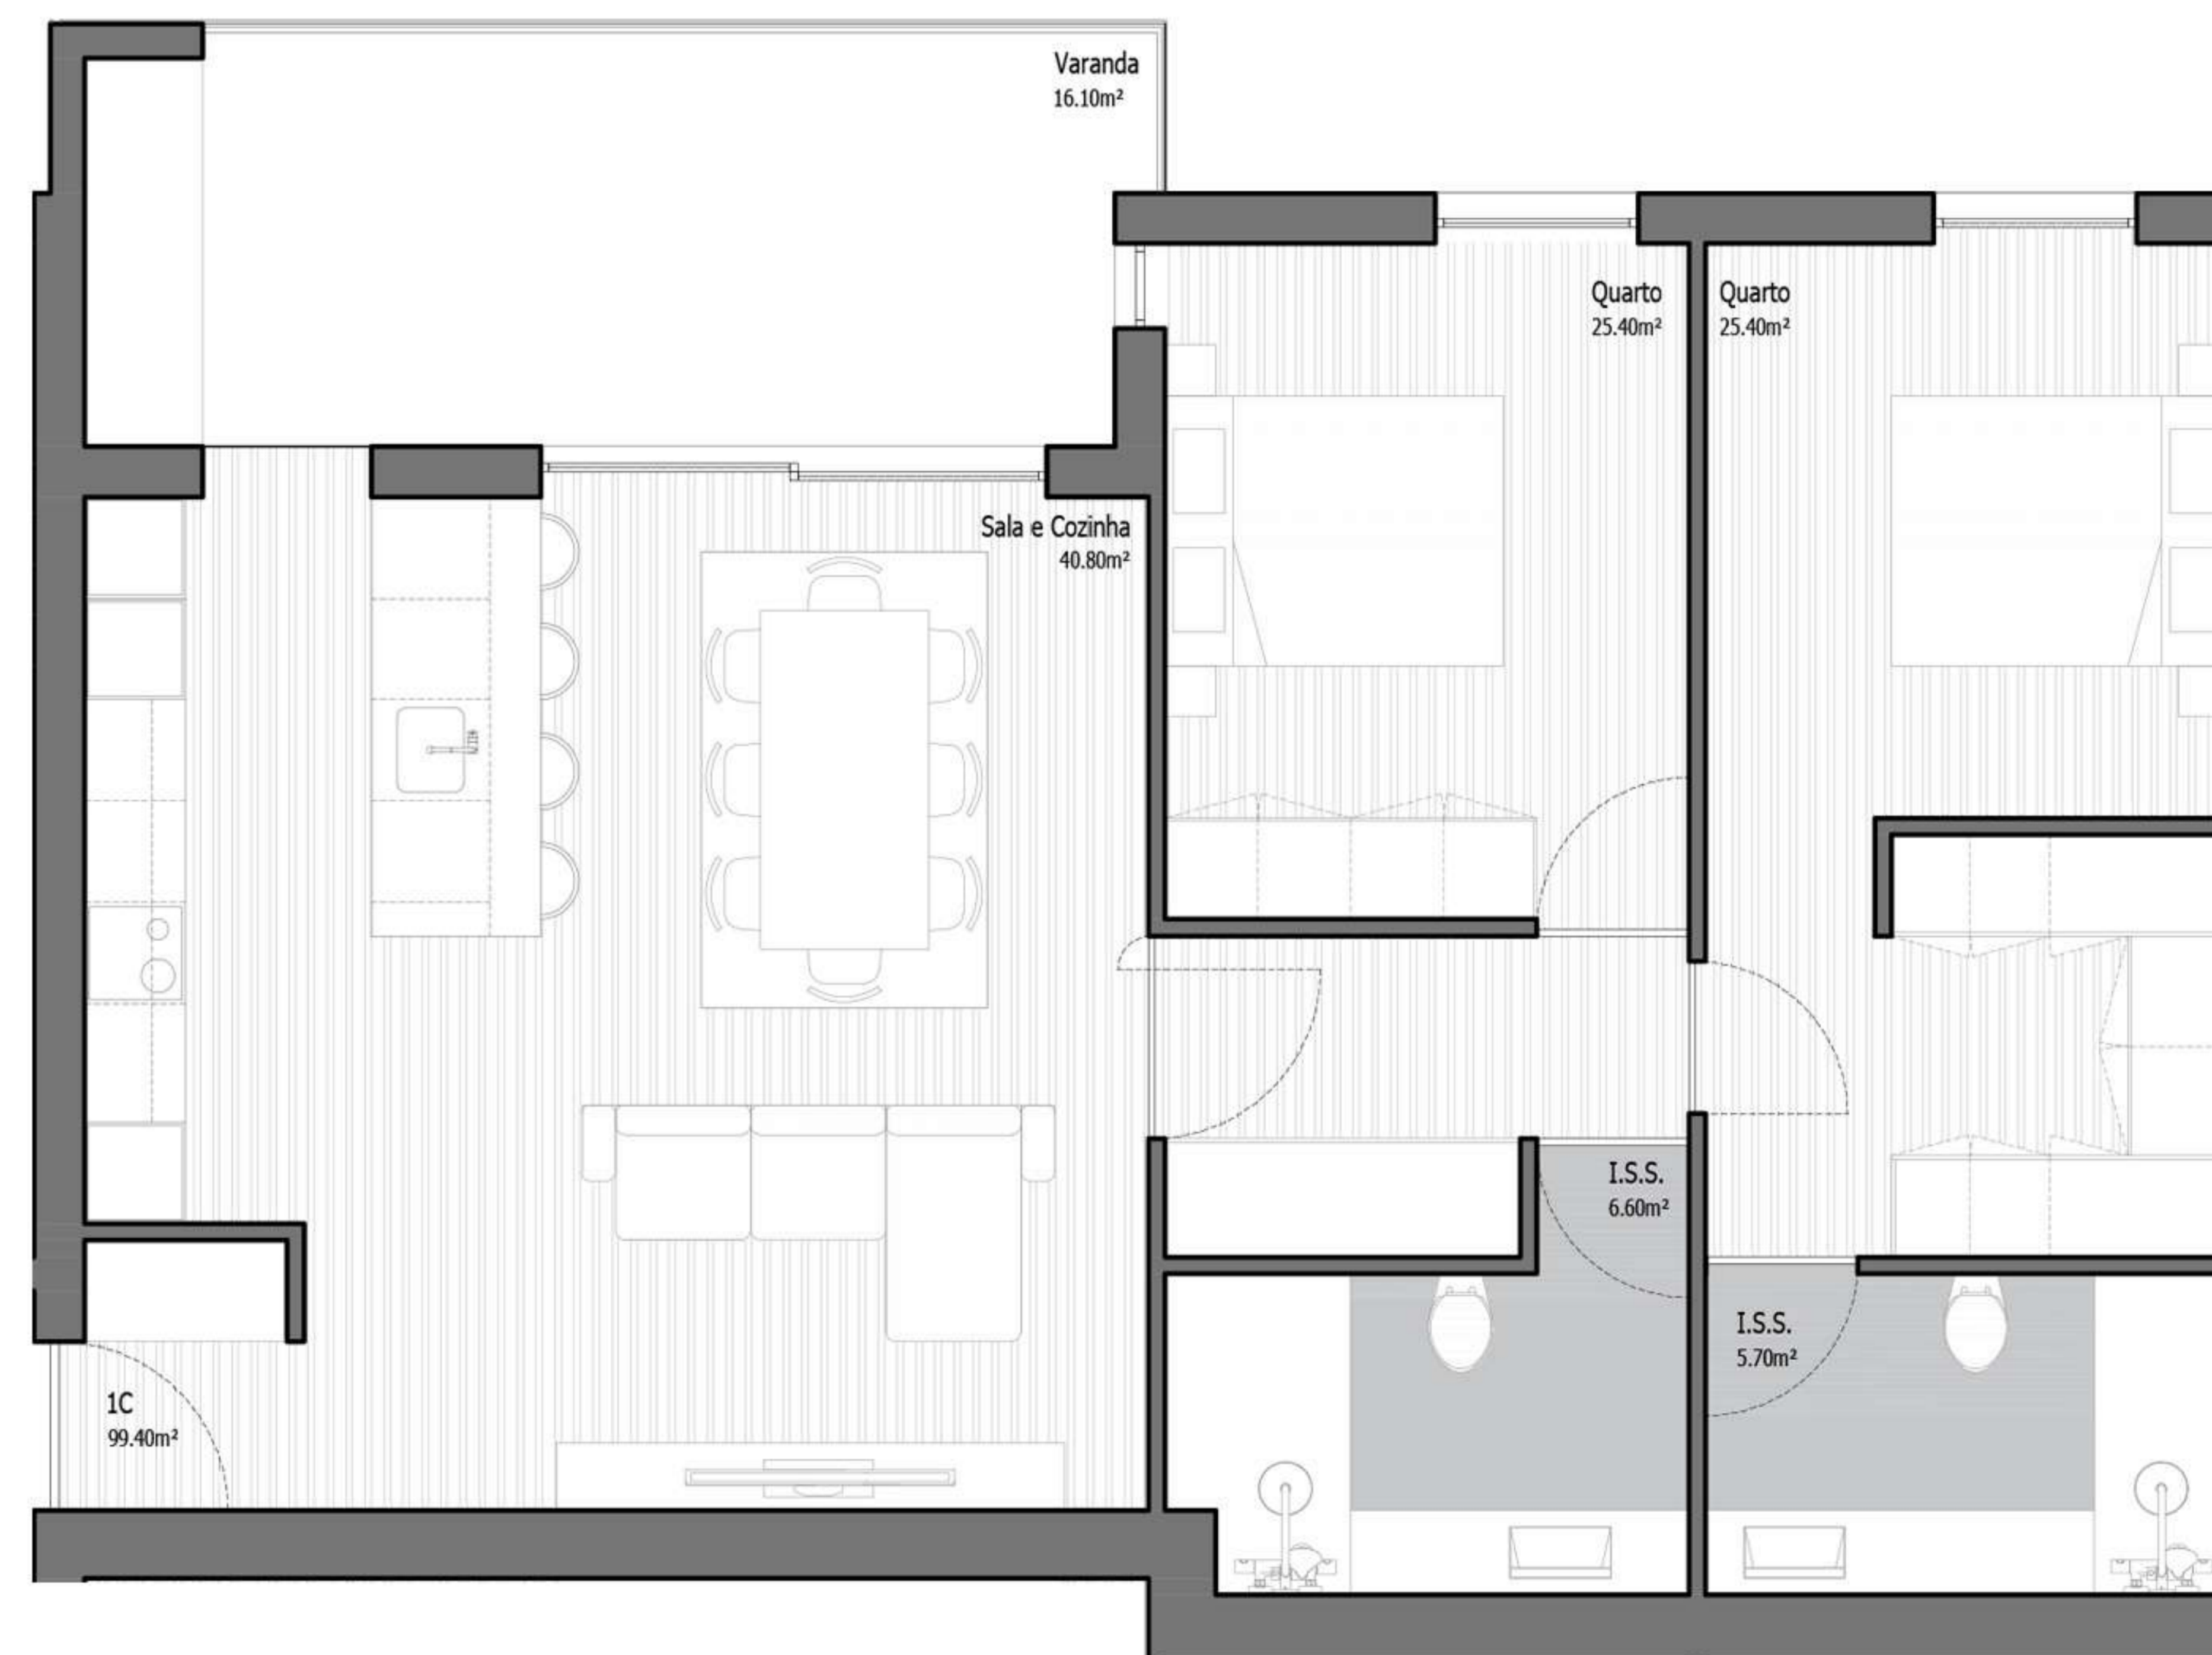 Varanda
16.10m²
Quarto
25.40m²
Quarto
25.40m²
Sala e Cozinha
40.80m²
I.S.S.
6.60m²
I.S.S.
5.70m²
1C
99.40m²